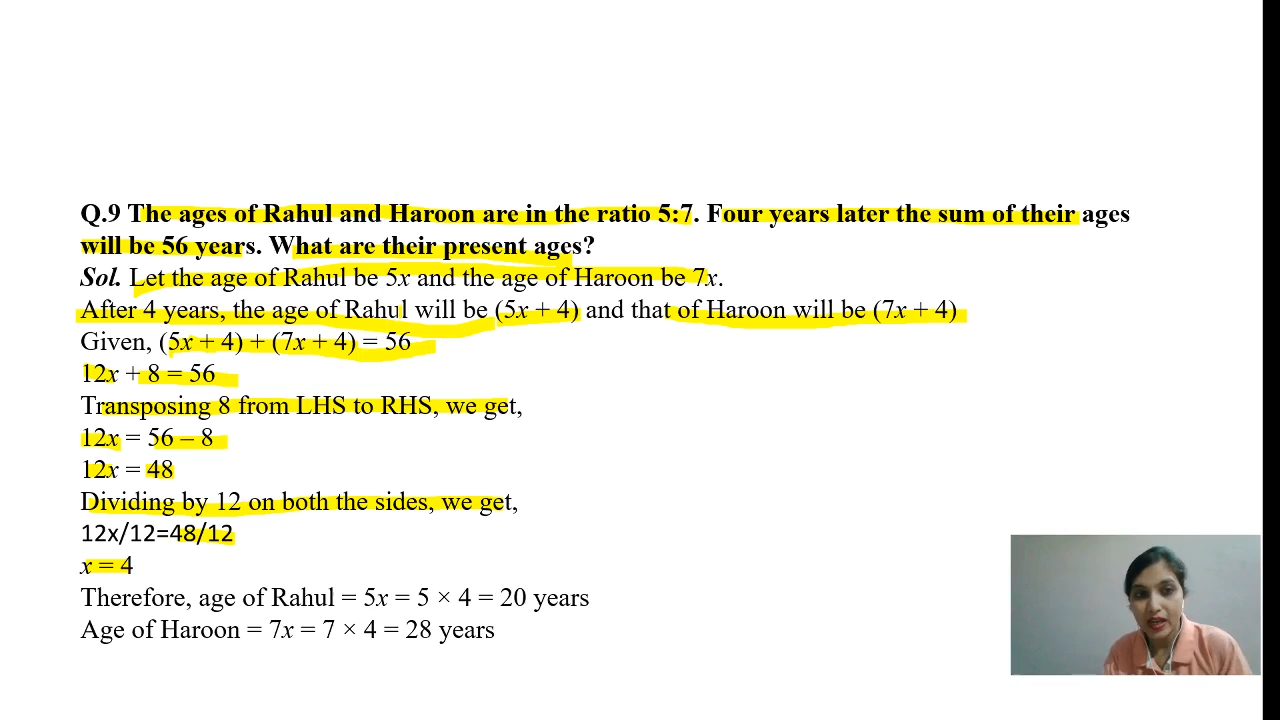 Q.9 The ages of Rahul and Haroon are in the ratio 5:7. Four years later the sum of their ages
will be 56 years. What are their present ages?
Sol. Let the age of Rahul be 5x and the age of Haroon be 7x.
After 4 years, the age of Rahul will be (5x + 4) and that of Haroon will be (7x + 4)
Given, (5x + 4) + (7x + 4) = 56
12x + 8 = 56
Transposing 8 from LHS to RHS, we get,
12x = 56 – 8
12x = 48
Dividing by 12 on both the sides, we get,
12x/12=48/12
x = 4
Therefore, age of Rahul = 5x = 5 × 4 = 20 years
Age of Haroon = 7x = 7 × 4 = 28 years